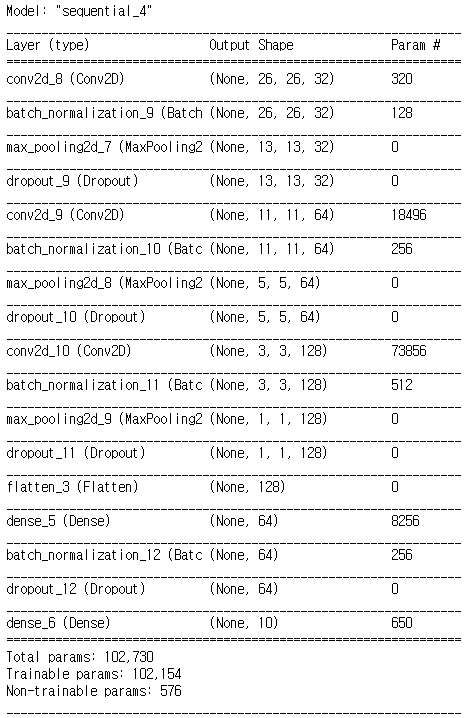 Model: "sequential_4"
Layer (type) Output Shape Param #
conv2d_8 (Conv2D) (None, 26, 26, 32) 320
batch_normalization_9 (Batch (None, 26, 26, 32) 128
max_pooling2d_7 (MaxPooling2 (None, 13, 13, 32) 0
dropout_9 (Dropout) (None, 13, 13, 32) 0
conv2d_9 (Conv2D) (None, 11, 11, 64) 18496
batch_normalization_10 (Batc (None, 11, 11, 64) 256
max_pooling2d_8 (MaxPooling2 (None, 5, 5, 64) 0
dropout_10 (Dropout) (None, 5, 5, 64) 0
conv2d_10 (Conv2D) (None, 3, 3, 128) 73856
batch_normalization_11 (Batc (None, 3, 3, 128) 512
max_pooling2d_9 (MaxPooling2 (None, 1, 1, 128) 0
dropout_11 (Dropout) (None, 1, 1, 128) 0
flatten_3 (Flatten) (None, 128) 0
dense_5 (Dense) (None, 64) 8256
batch_normalization_12 (Batc (None, 64) 256
dropout_12 (Dropout) (None, 64) 0
dense_6 (Dense) (None, 10) 650
Total params: 102,730
Trainable params: 102,154
Non-trainable params: 576